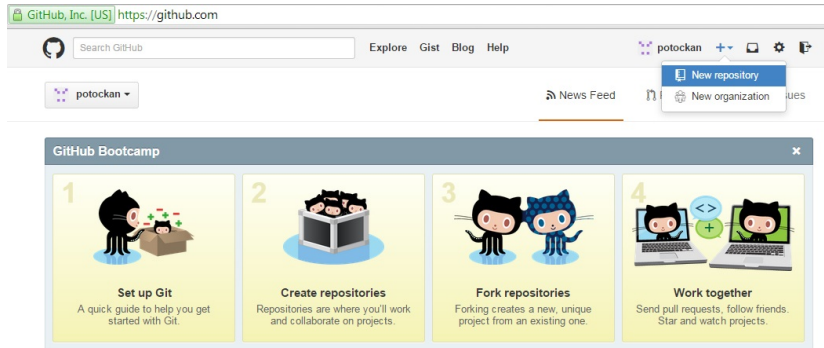 GitHub, Inc. [US] https://github.com
Search GitHub Explore Gist Blog Help potockan
New repository
New organization
potockan News Feed ues
GitHub Bootcamp
1 2 3 4
Set up Git
A quick guide to help you get
started with Git.
Create repositories
Repositories are where you'll work
and collaborate on projects.
Fork repositories
Forking creates a new, unique
project from an existing one.
Work together
Send pull requests, follow friends.
Star and watch projects.